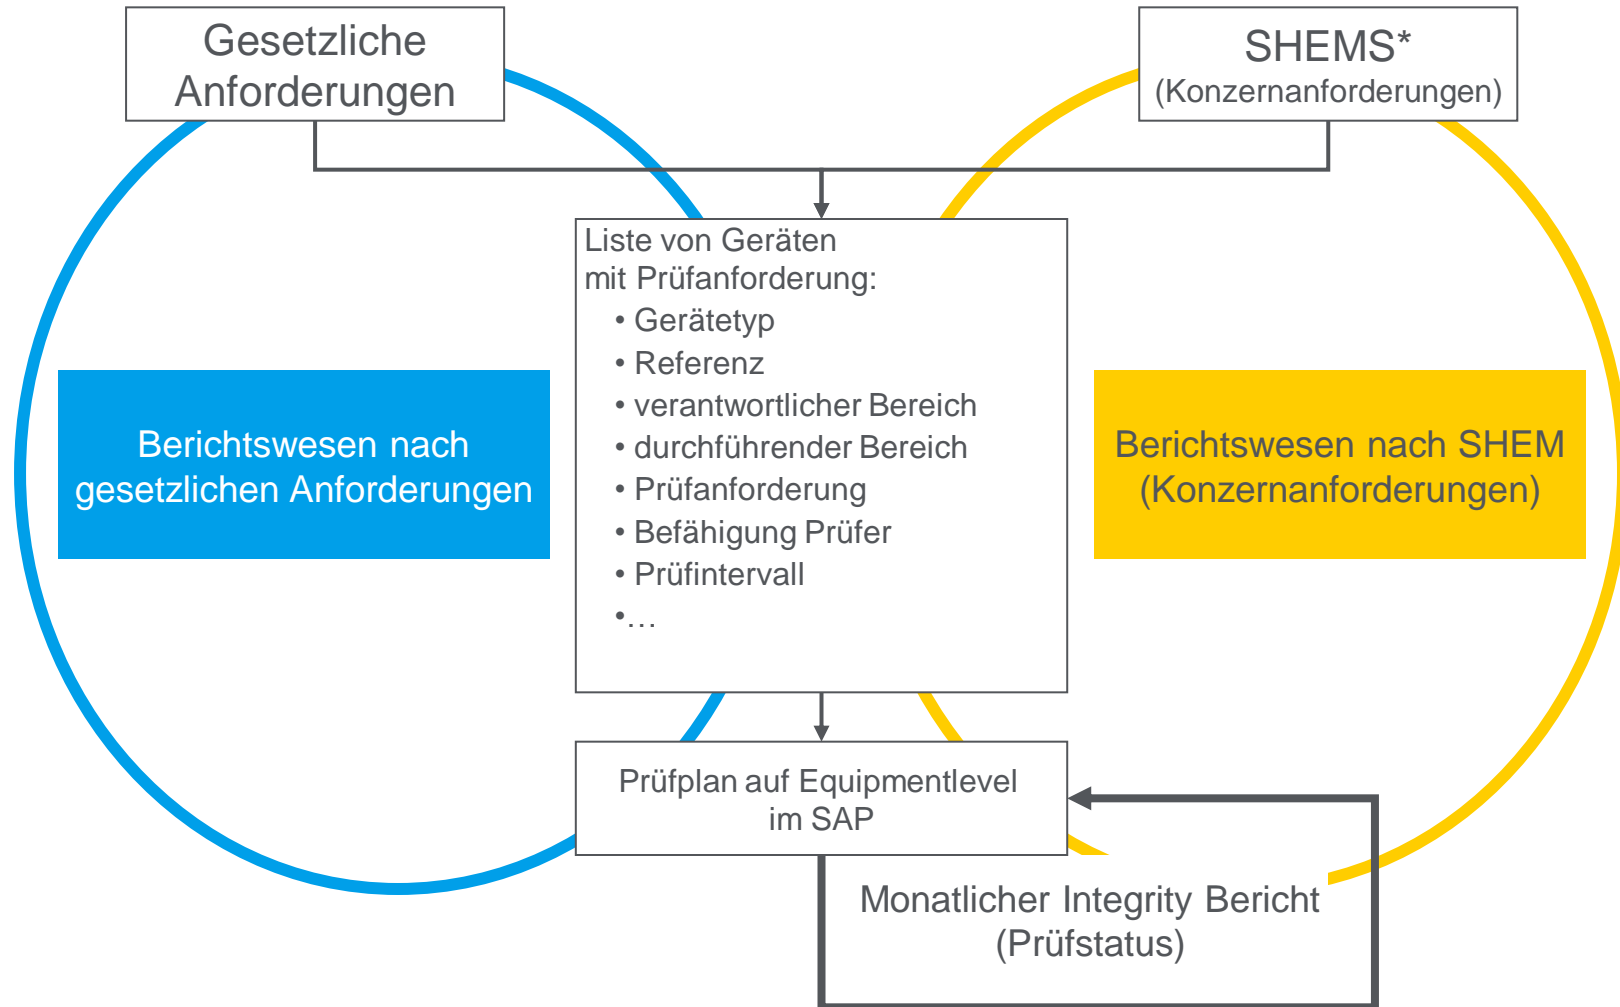 Gesetzliche
Anforderungen
SHEMS*
(Konzernanforderungen)
Liste von Geräten
mit Prüfanforderung:
• Gerätetyp
• Referenz
• verantwortlicher Bereich
• durchführender Bereich
• Prüfanforderung
• Befähigung Prüfer
• Prüfintervall
•…
Berichtswesen nach
gesetzlichen Anforderungen
Berichtswesen nach SHEM
(Konzernanforderungen)
Prüfplan auf Equipmentlevel
im SAP
Monatlicher Integrity Bericht
(Prüfstatus)